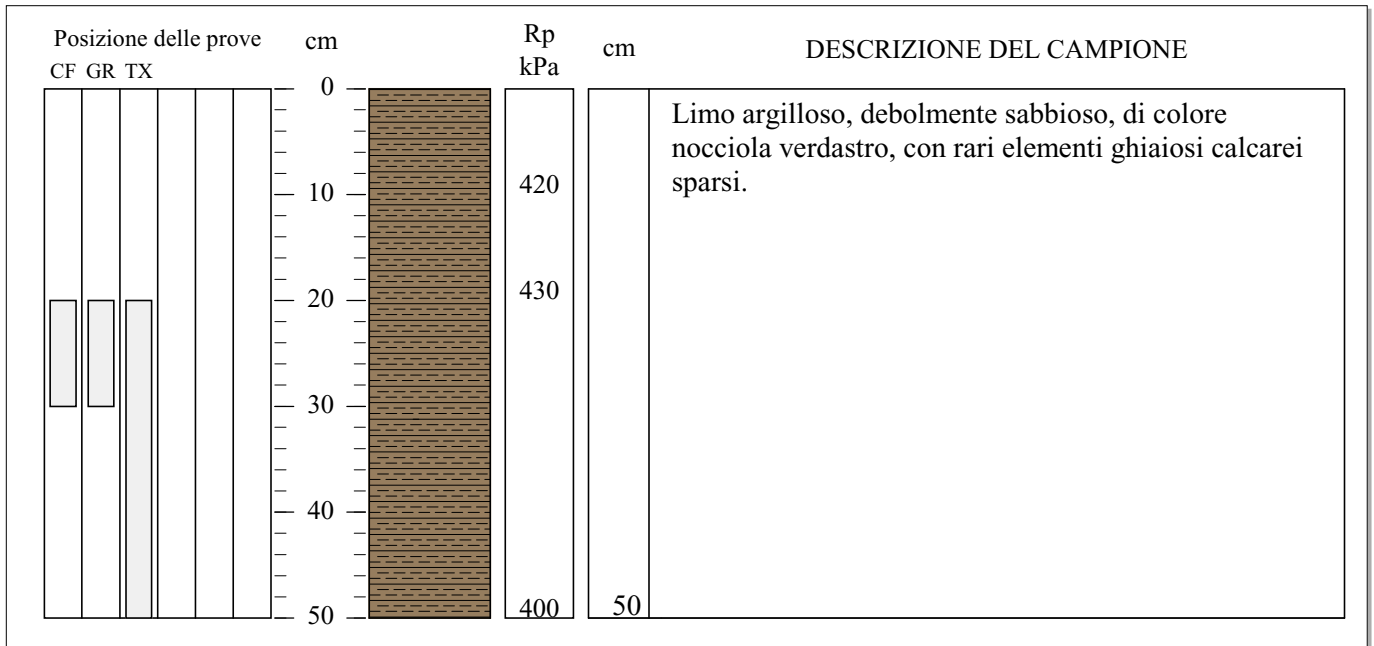 Posizione delle prove
CF GR TX
cm
Rp
kPa
cm
DESCRIZIONE DEL CAMPIONE
0
10
20
30
40
50
420
430
400
50
Limo argilloso, debolmente sabbioso, di colore
nocciola verdastro, con rari elementi ghiaiosi calcarei
sparsi.